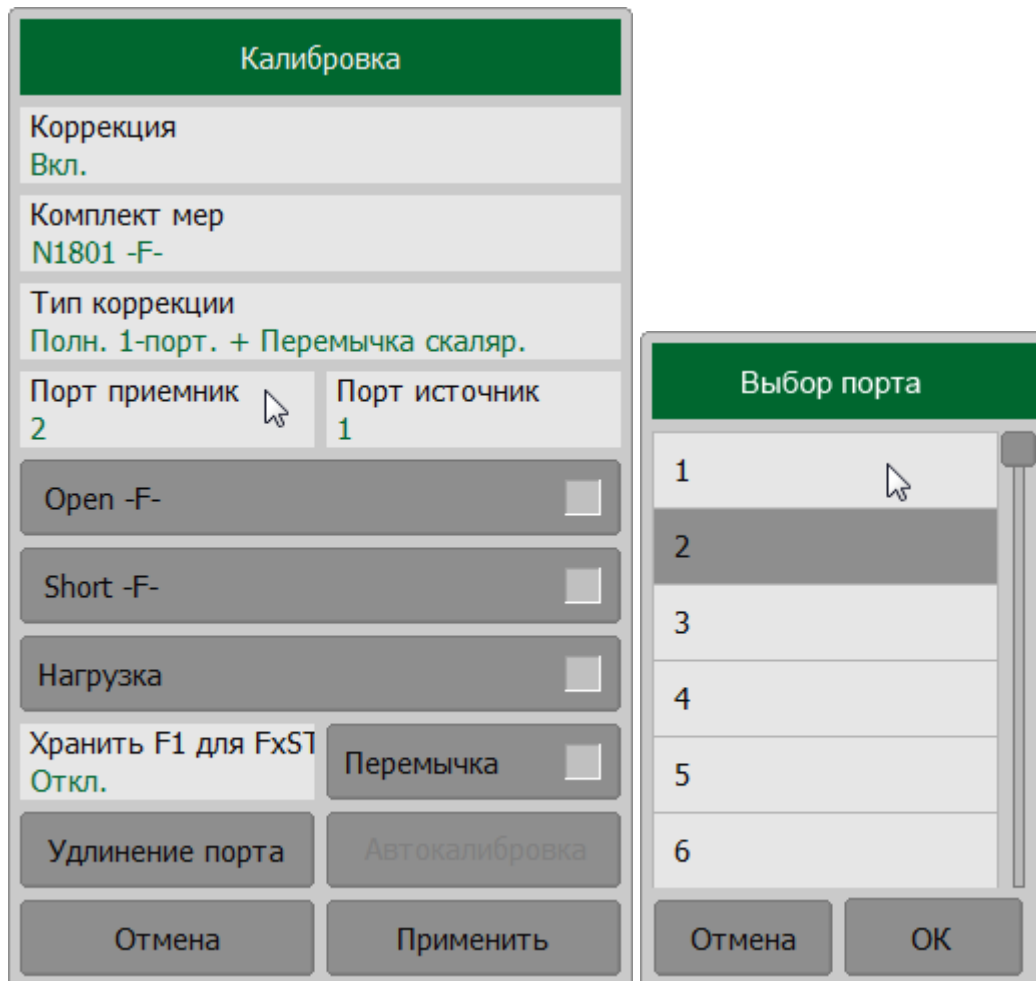 Калибровка
Коррекция
Вкл.
Комплект мер
N1801 -F-
Тип коррекции
Полн. 1-порт. + Перемычка скаляр.
Порт приемник
2
Порт источник
1
Open -F-
Short -F-
Нагрузка
Хранить F1 для FxST
Откл.
Перемычка
Удлинение порта
Автокалибровка
Отмена
Применить
Выбор порта
1
2
3
4
5
6
Отмена
ОК